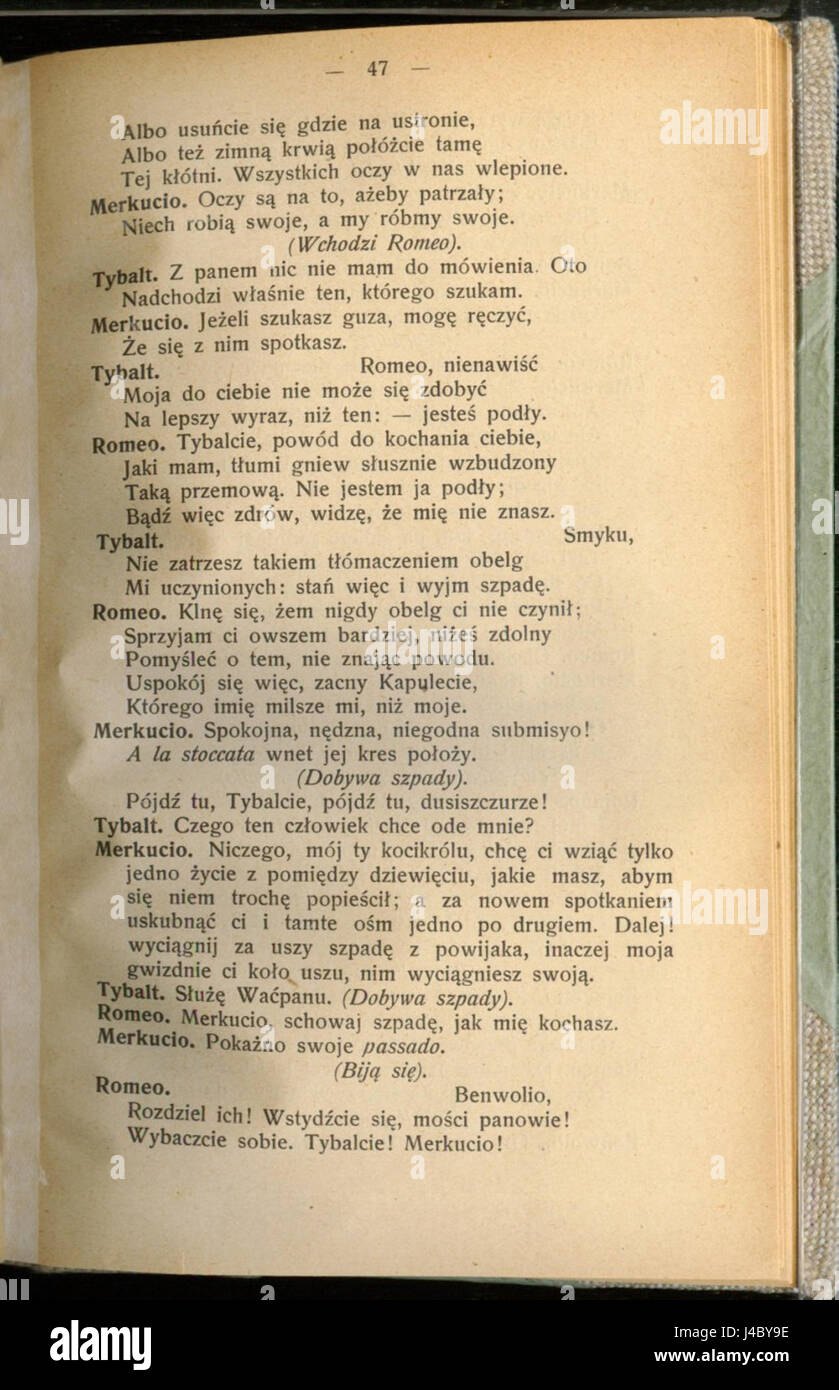 — 47 —
Albo usuńcie się gdzie na ustronie,
Albo też zimną krwią połóżcie tamę
Tej kłótni. Wszystkich oczy w nas wlepione.
Merkucio. Oczy są na to, ażeby patrzały;
Niech robią swoje, a my róbmy swoje.
(Wchodzi Romeo).
Tybalt. Z panem nic nie mam do mówienia. Oto
Nadchodzi właśnie ten, którego szukam.
Merkucio. Jeżeli szukasz guza, mogę ręczyć,
Że się z nim spotkasz.
Tybalt. Romeo, nienawiść
Moja do ciebie nie może się zdobyć
Na lepszy wyraz, niż ten: — jesteś podły.
Romeo. Tybalcie, powód do kochania ciebie,
Jaki mam, tłumi gniew słusznie wzbudzony
Taką przemową. Nie jestem ja podły;
Bądź więc zdrów, widzę, że mię nie znasz.
Tybalt. Smyku,
Nie zatrzesz takiem tłómaczeniem obelg
Mi uczynionych: stań więc i wyjm szpadę.
Romeo. Klnę się, żem nigdy obelg ci nie czynił;
Sprzyjam ci owszem bardziej, niżeś zdolny
Pomyśleć o tem, nie znając powodu.
Uspokój się więc, zacny Kapulecie,
Którego imię milsze mi, niż moje.
Merkucio. Spokojna, nędzna, niegodna submisyo!
A la stoccata wnet jej kres położy.
(Dobywa szpady).
Pójdź tu, Tybalcie, pójdź tu, dusiszczurze!
Tybalt. Czego ten człowiek chce ode mnie?
Merkucio. Niczego, mój ty kocikrólu, chcę ci wziąć tylko
jedno życie z pomiędzy dziewięciu, jakie masz, abym
się niem trochę popieścił; a za nowem spotkaniem
uskubnąć ci i tamte ośm jedno po drugiem. Dalej!
wyciągnij za uszy szpadę z powijaka, inaczej moja
gwizdnie ci koło uszu, nim wyciągniesz swoją.
Tybalt. Służę Waćpanu. (Dobywa szpady).
Romeo. Merkucio, schowaj szpadę, jak mię kochasz.
Merkucio. Pokażno swoje passado.
(Biją się).
Romeo. Benwolio,
Rozdziel ich! Wstydźcie się, mości panowie!
Wybaczcie sobie. Tybalcie! Merkucio!
alamy
alamy
alamy
alamy
alamy
Image ID: J4BY9E
www.alamy.com